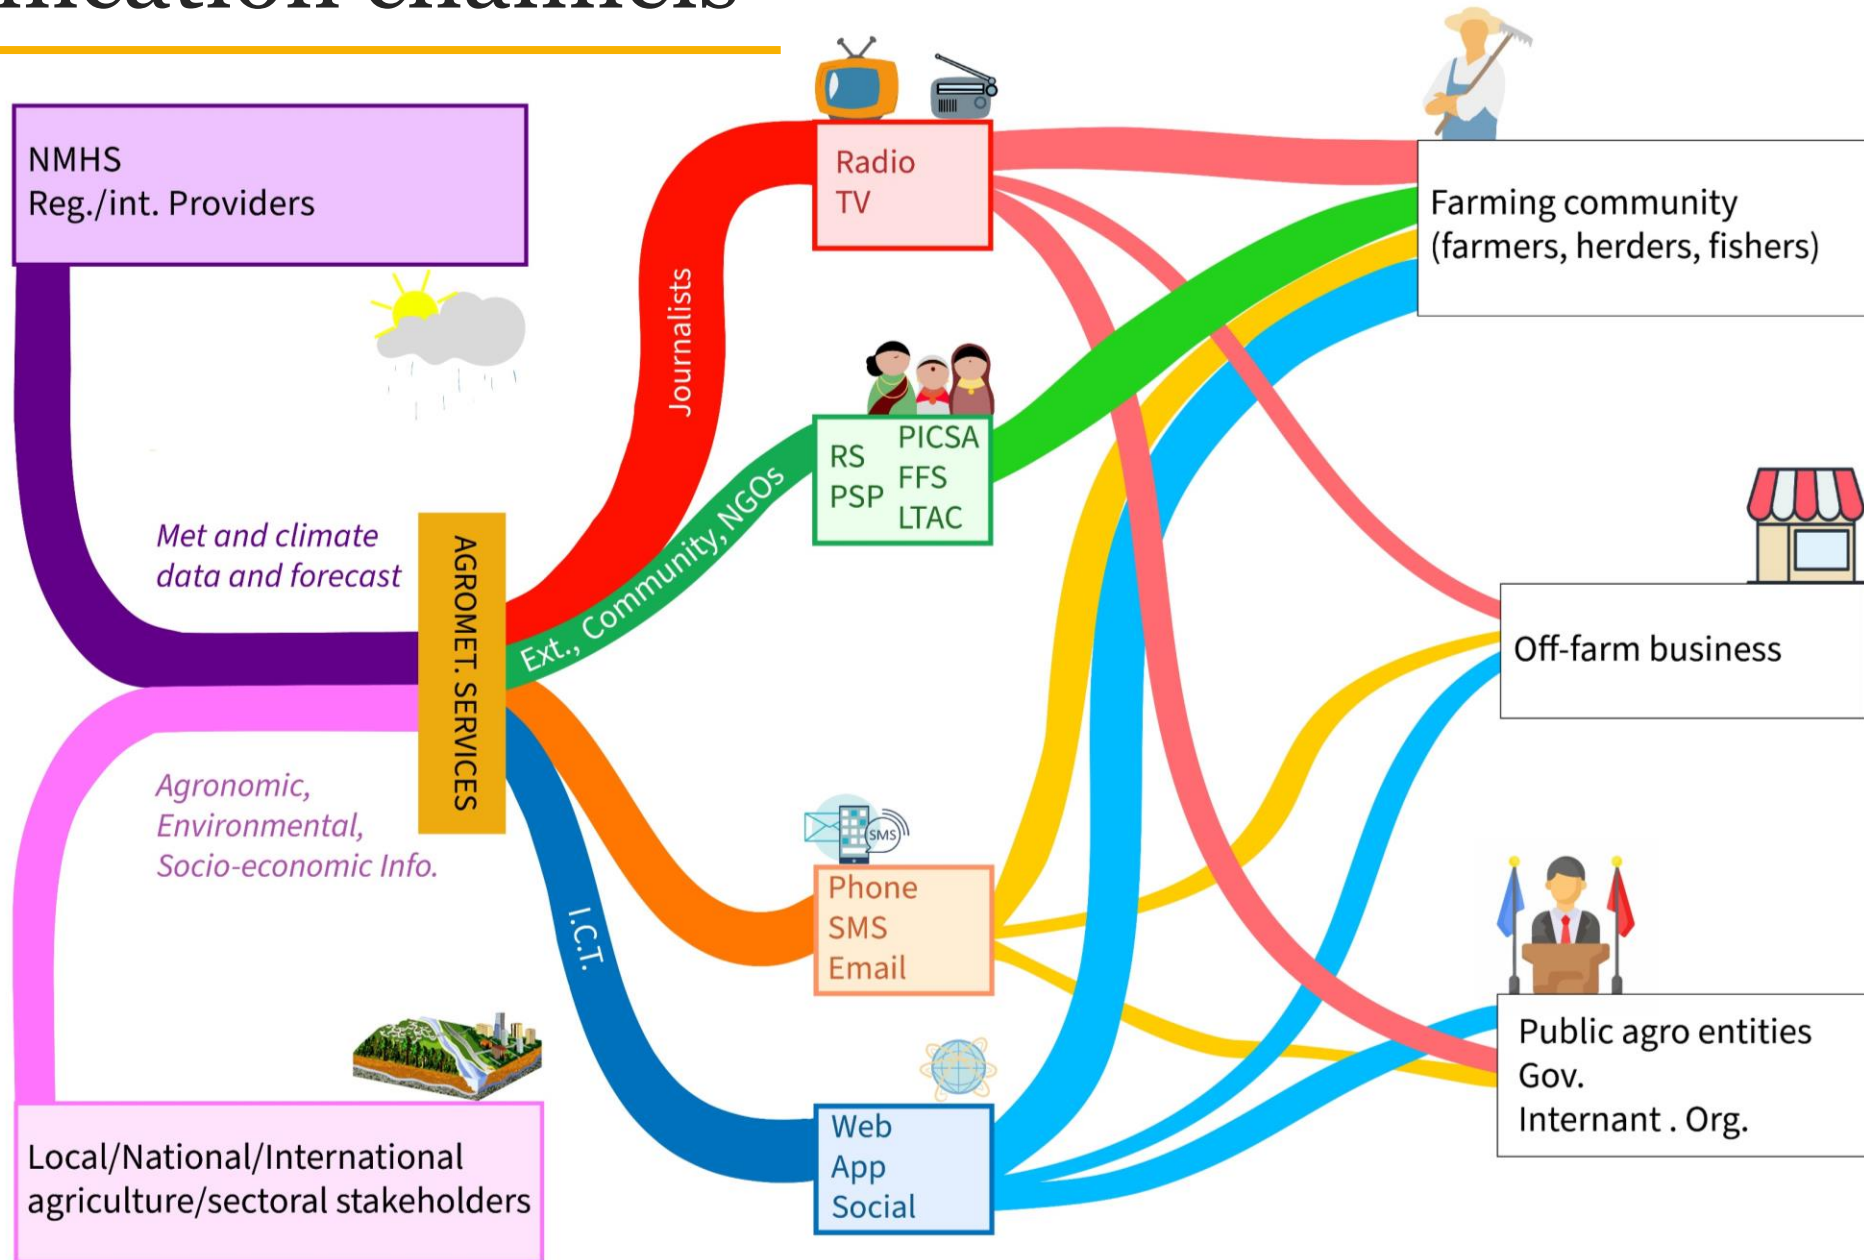 NMHS
Reg./int. Providers
Met and climate
data and forecast
AGROMET. SERVICES
Agronomic,
Environmental,
Socio-economic Info.
Local/National/International
agriculture/sectoral stakeholders
Journalists
Ext., Community, NGOs
I.C.T.
Radio
TV
RS
PSP
PICSA
FFS
LTAC
SMS
Phone
SMS
Email
Web
App
Social
Farming community
(farmers, herders, fishers)
Off-farm business
Public agro entities
Gov.
Internant . Org.